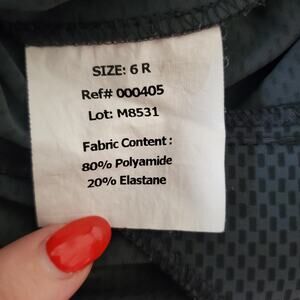 SIZE: 6 R
Ref# 000405
Lot: M8531
Fabric Content :
80% Polyamide
20% Elastane